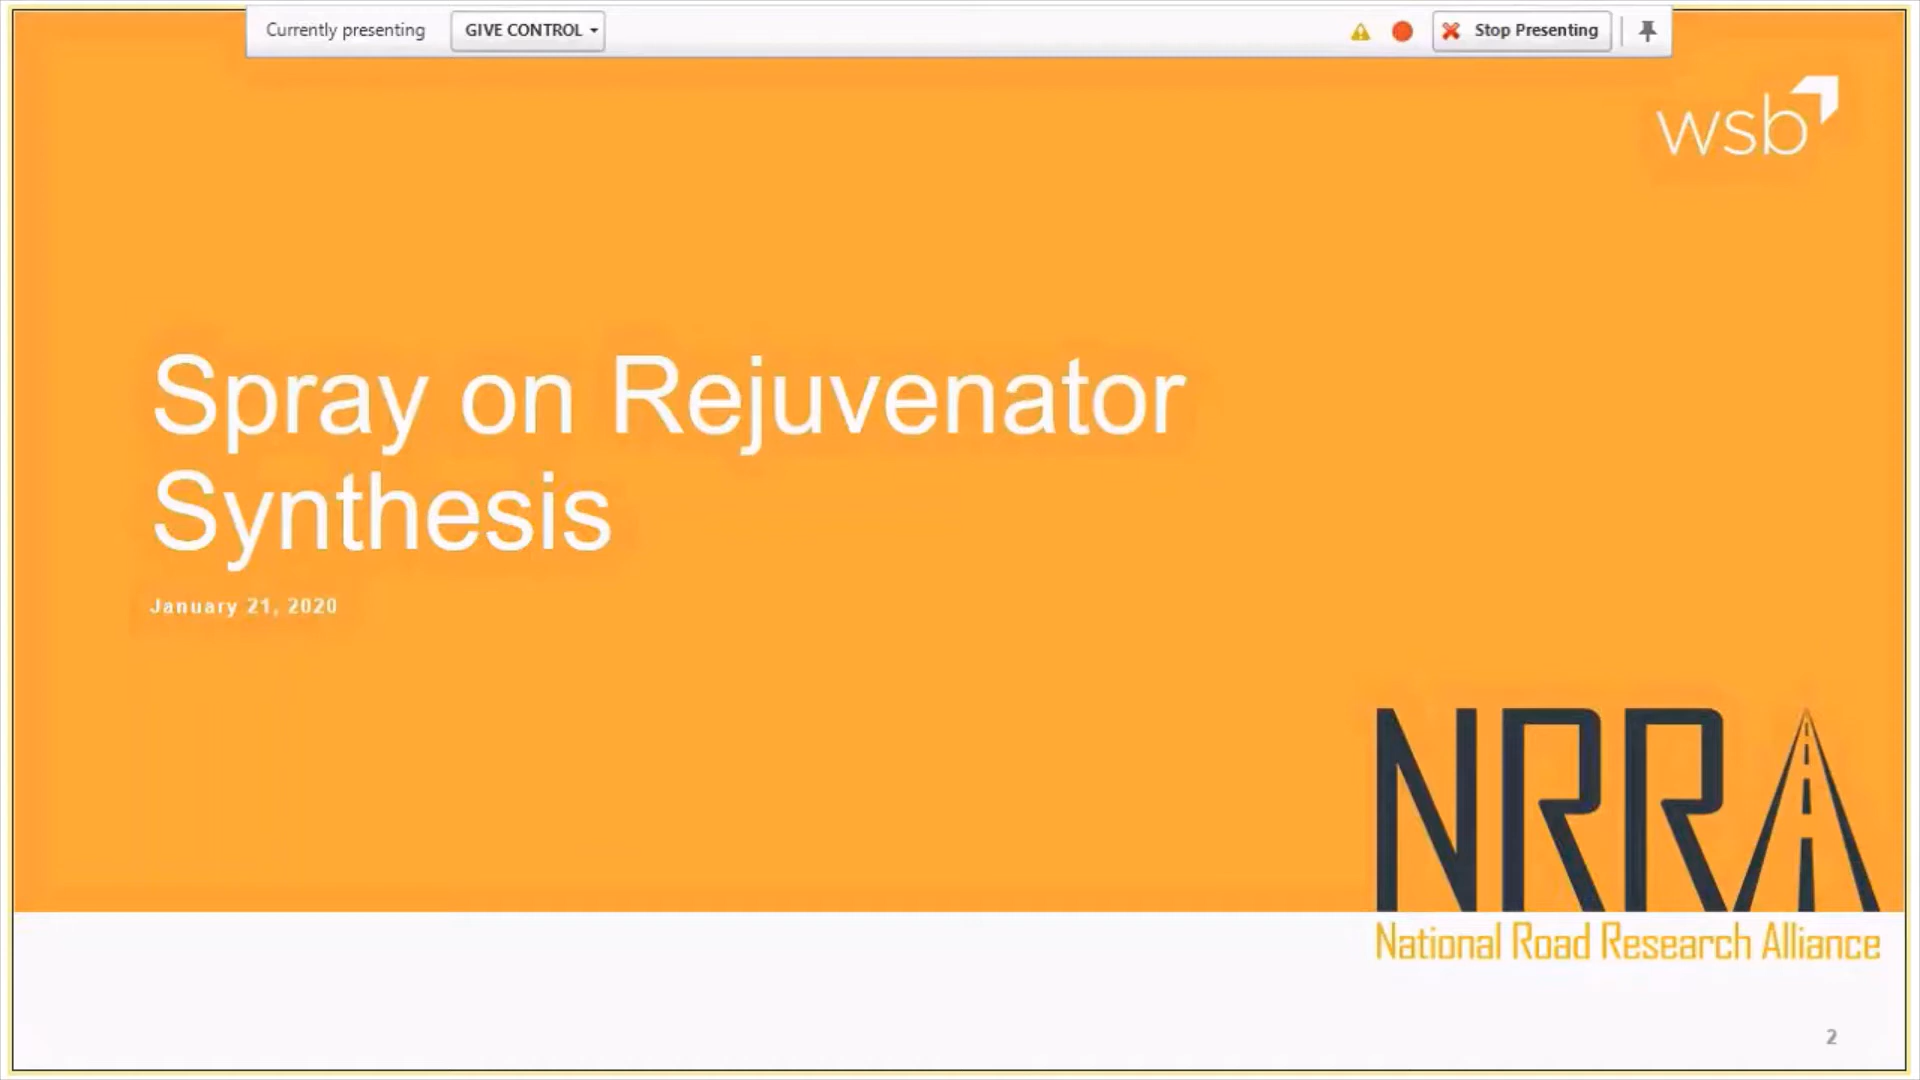 Currently presenting
GIVE CONTROL
Stop Presenting
wsb
Spray on Rejuvenator
Synthesis
January 21, 2020
NRRA
National Road Research Alliance
2